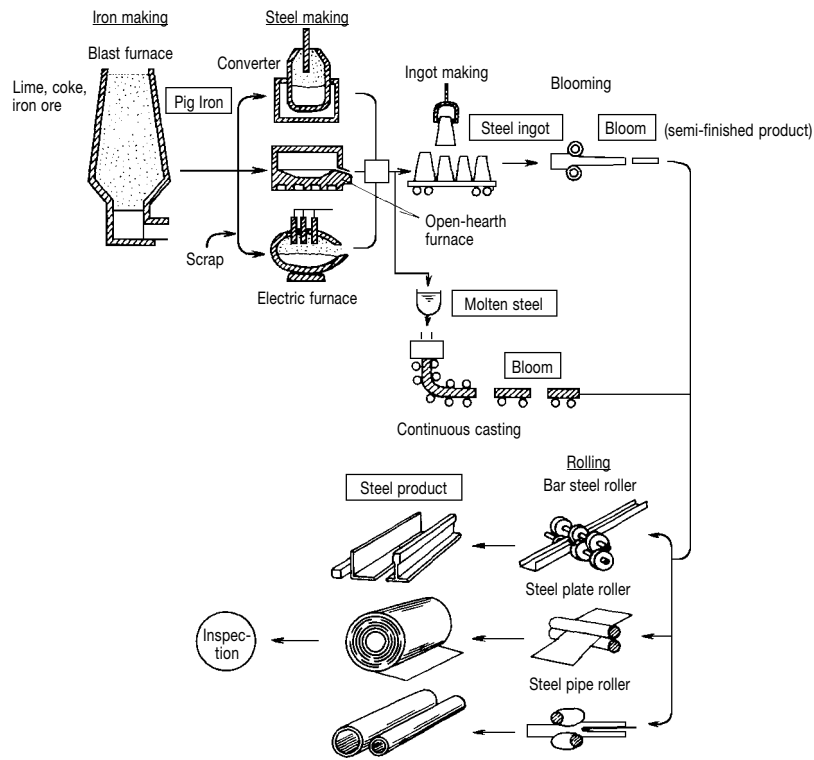 Iron making
Steel making
Blast furnace
Converter
Lime, coke,
iron ore
Pig Iron
Ingot making
Blooming
Steel ingot
Bloom
(semi-finished product)
Open-hearth
furnace
Scrap
Electric furnace
Molten steel
Bloom
Continuous casting
Rolling
Steel product
Bar steel roller
Steel plate roller
Inspec-
tion
Steel pipe roller